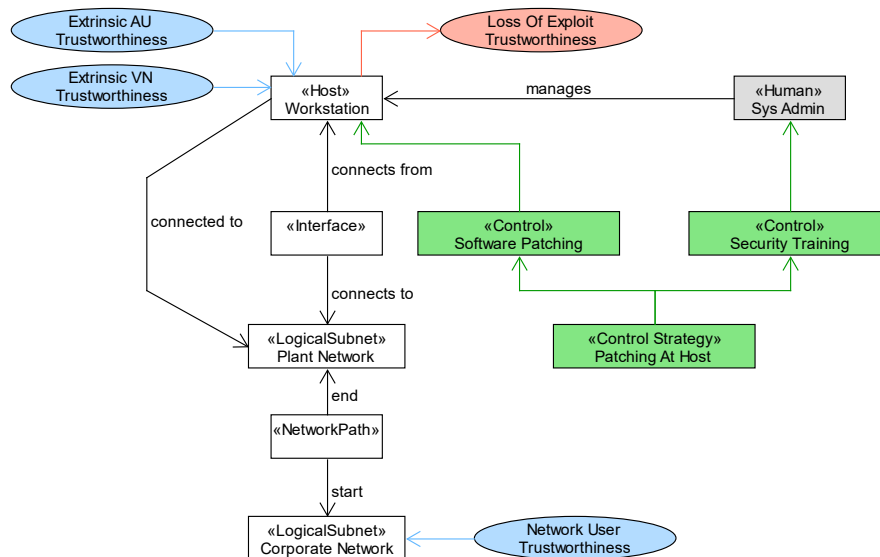 Extrinsic AU
Trustworthiness
Loss Of Exploit
Trustworthiness
Extrinsic VN
Trustworthiness
«Host»
Workstation
manages
«Human»
Sys Admin
connects from
connected to
«Interface»
«Control»
Software Patching
«Control»
Security Training
connects to
«LogicalSubnet»
Plant Network
«Control Strategy»
Patching At Host
end
«NetworkPath»
start
«LogicalSubnet»
Corporate Network
Network User
Trustworthiness